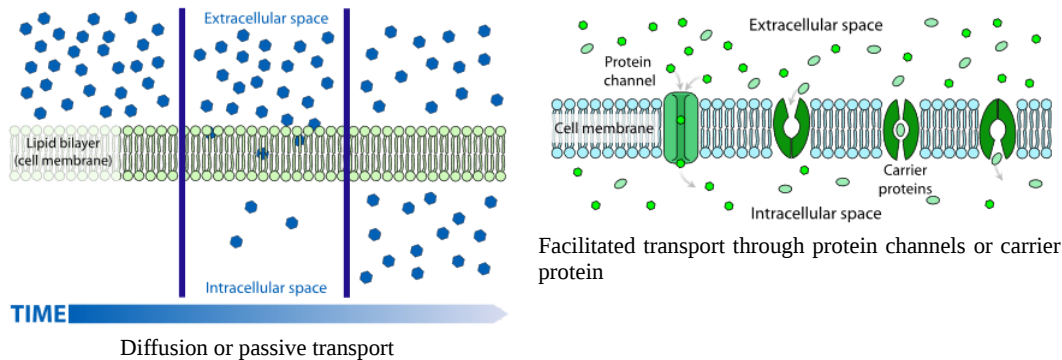 Extracellular space
Lipid bilayer
(cell membrane)
Intracellular space
TIME
Diffusion or passive transport
Extracellular space
Protein
channel
Cell membrane
Carrier
proteins
Intracellular space
Facilitated transport through protein channels or carrier
protein